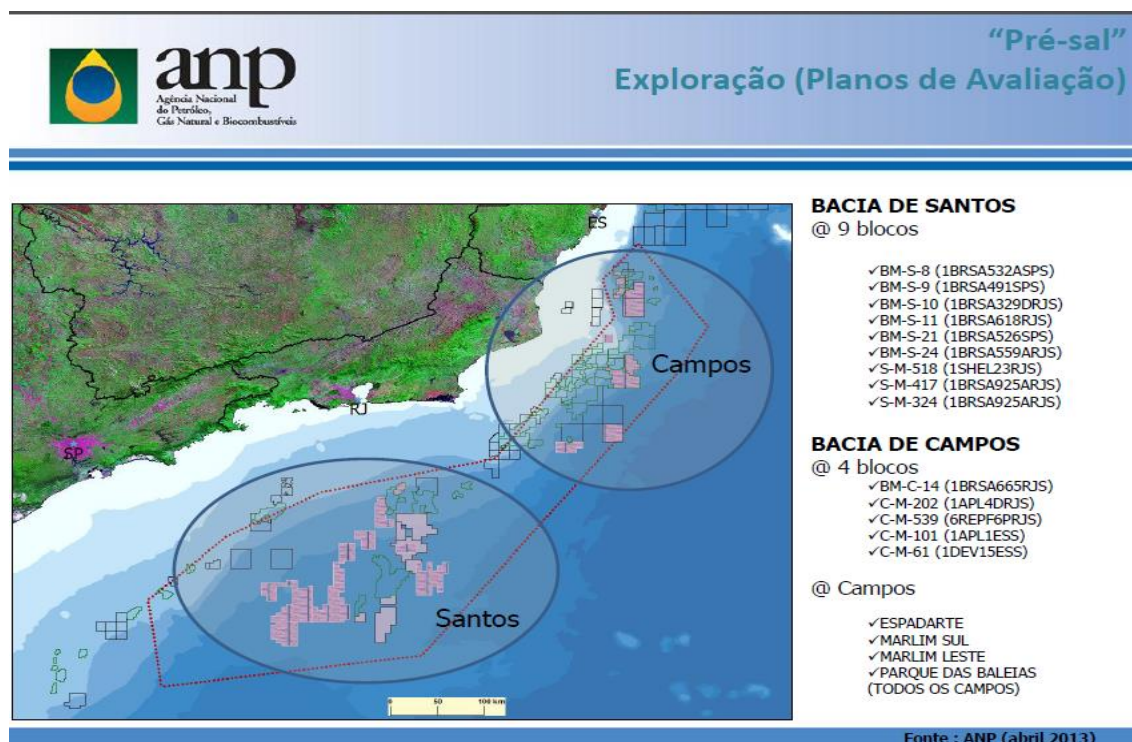 anp
Agência Nacional
do Petróleo,
Gás Natural e Biocombustíveis
“Pré-sal”
Exploração (Planos de Avaliação)
ES
Campos
RJ
SP
Santos
0 50 100 km
BACIA DE SANTOS
@ 9 blocos
✓BM-S-8 (1BRSA532ASPS)
✓BM-S-9 (1BRSA491SPS)
✓BM-S-10 (1BRSA329DRJS)
✓BM-S-11 (1BRSA618RJS)
✓BM-S-21 (1BRSA526SPS)
✓BM-S-24 (1BRSA559ARJS)
✓S-M-518 (1SHEL23RJS)
✓S-M-417 (1BRSA925ARJS)
✓S-M-324 (1BRSA925ARJS)
BACIA DE CAMPOS
@ 4 blocos
✓BM-C-14 (1BRSA665RJS)
✓C-M-202 (1APL4DRJS)
✓C-M-539 (6REPF6PRJS)
✓C-M-101 (1APL1ESS)
✓C-M-61 (1DEV15ESS)
@ Campos
✓ESPADARTE
✓MARLIM SUL
✓MARLIM LESTE
✓PARQUE DAS BALEIAS
(TODOS OS CAMPOS)
Fonte : ANP (abril 2013)